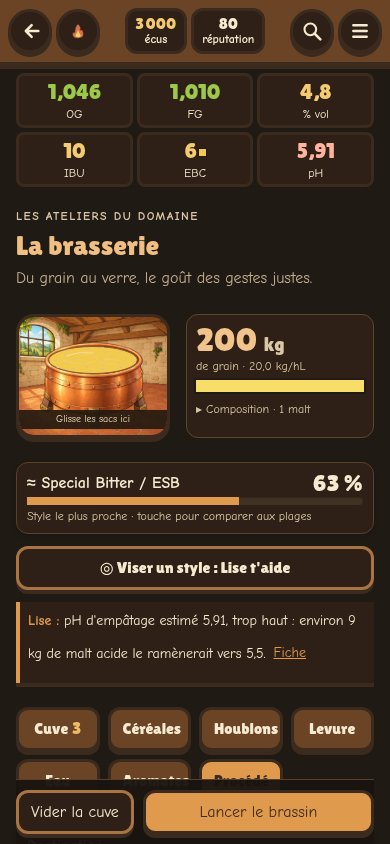 3 000
écus
80
réputation
1,046
OG
1,010
FG
4,8
% vol
10
IBU
6
EBC
5,91
pH
LES ATELIERS DU DOMAINE
La brasserie
Du grain au verre, le goût des gestes justes.
Glisse les sacs ici
200 kg
de grain · 20,0 kg/hL
▸ Composition · 1 malt
≈ Special Bitter / ESB 63 %
Style le plus proche · touche pour comparer aux plages
◎ Viser un style : Lise t'aide
Lise : pH d'empâtage estimé 5,91, trop haut : environ 9
kg de malt acide le ramènerait vers 5,5. Fiche
Cuve 3 Céréales Houblons Levure
Eau Aromates Procédé
Vider la cuve Lancer le brassin